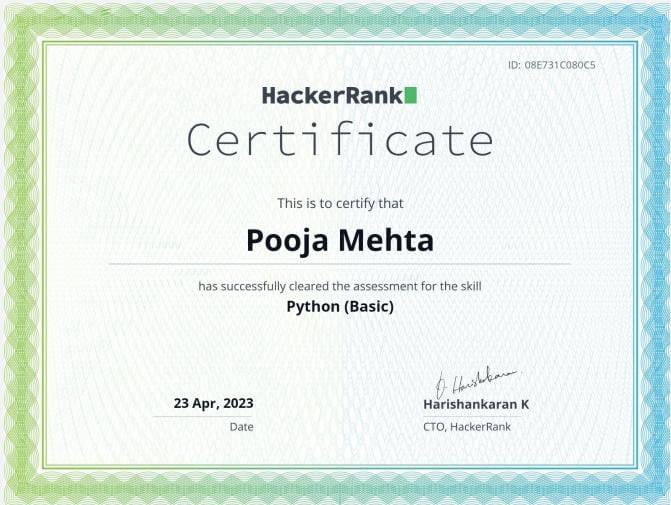 ID: 08E731C080C5
HackerRank
Certificate
This is to certify that
Pooja Mehta
has successfully cleared the assessment for the skill
Python (Basic)
23 Apr, 2023
Date
Harishankaran K
CTO, HackerRank